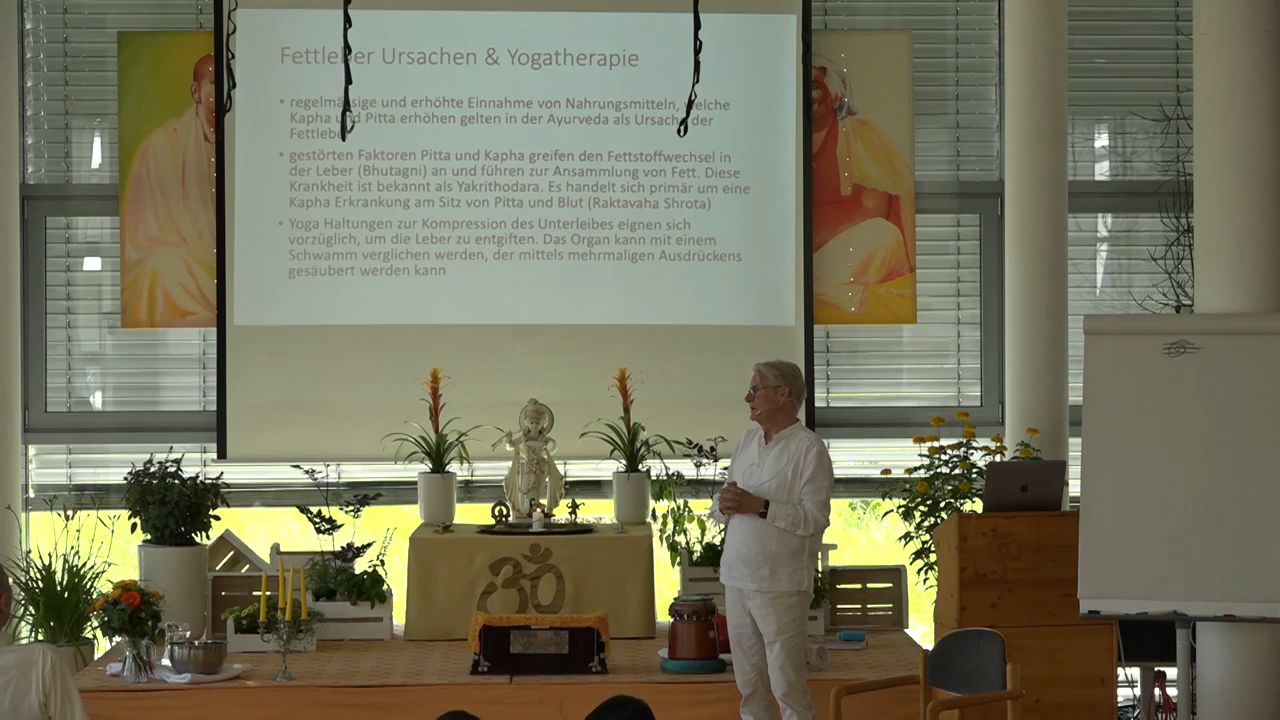 Fettleber Ursachen & Yogatherapie
• regelmässige und erhöhte Einnahme von Nahrungsmitteln, welche
Kapha und Pitta erhöhen gelten in der Ayurveda als Ursache der
Fettleber
• gestörten Faktoren Pitta und Kapha greifen den Fettstoffwechsel in
der Leber (Bhutagni) an und führen zur Ansammlung von Fett. Diese
Krankheit ist bekannt als Yakrithodara. Es handelt sich primär um eine
Kapha Erkrankung am Sitz von Pitta und Blut (Raktavaha Shrota)
• Yoga Haltungen zur Kompression des Unterleibes eignen sich
vorzüglich, um die Leber zu entgiften. Das Organ kann mit einem
Schwamm verglichen werden, der mittels mehrmaligen Ausdrückens
gesäubert werden kann
ॐ